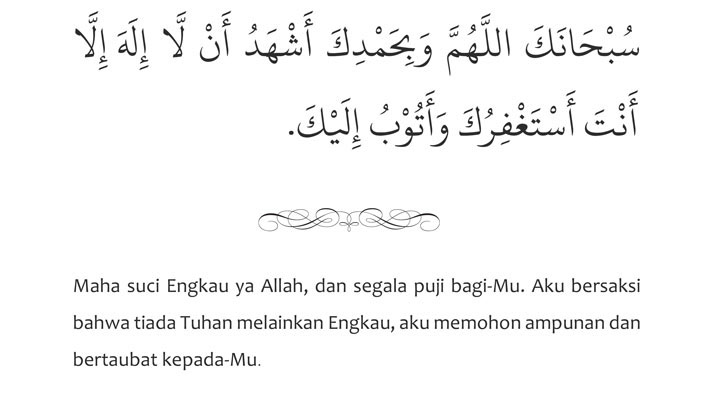 سُبْحَانَكَ اللَّهُمَّ وَبِحَمْدِكَ أَشْهَدُ أَنْ لَّا إِلَهَ إِلَّا
أَنْتَ أَسْتَغْفِرُكَ وَأَتُوْبُ إِلَيْكَ.
Maha suci Engkau ya Allah, dan segala puji bagi-Mu. Aku bersaksi
bahwa tiada Tuhan melainkan Engkau, aku memohon ampunan dan
bertaubat kepada-Mu.